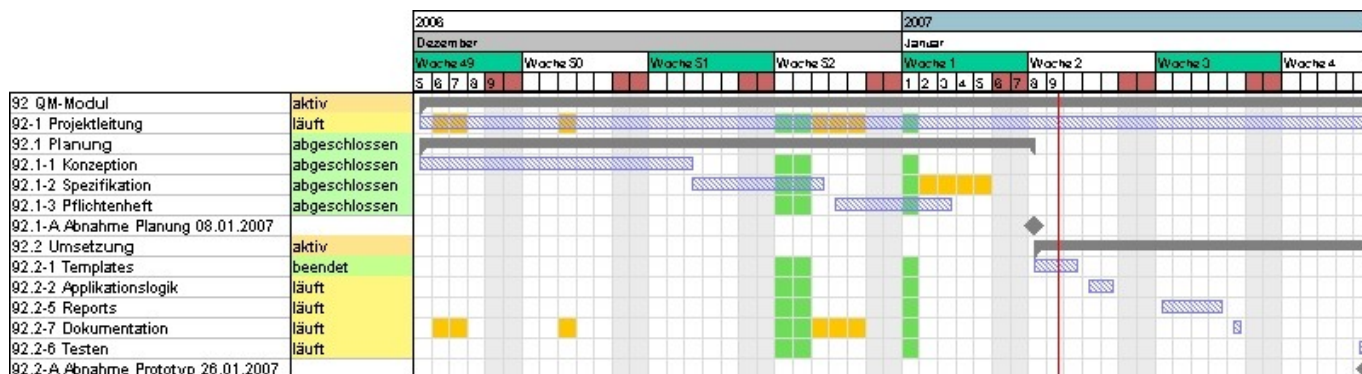 2006 2007
Dezember Januar
Woche 49 Woche 50 Woche 51 Woche 52 Woche 1 Woche 2 Woche 3 Woche 4
5 6 7 8 9 1 2 3 4 5 6 7 8 9
92 QM-Modul aktiv
92-1 Projektleitung läuft
92.1 Planung abgeschlossen
92.1-1 Konzeption abgeschlossen
92.1-2 Spezifikation abgeschlossen
92.1-3 Pflichtenheft abgeschlossen
92.1-A Abnahme Planung 08.01.2007
92.2 Umsetzung aktiv
92.2-1 Templates beendet
92.2-2 Applikationslogik läuft
92.2-5 Reports läuft
92.2-7 Dokumentation läuft
92.2-6 Testen läuft
92.2-A Abnahme Prototyp 26.01.2007